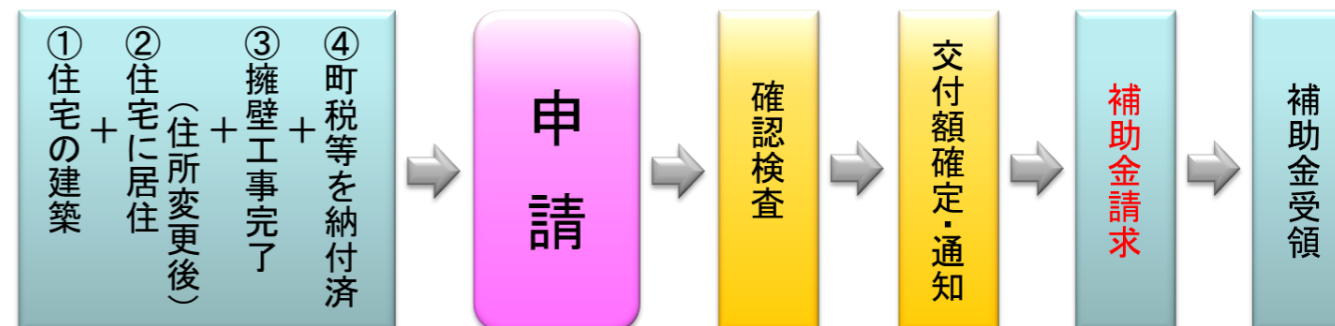 ①住宅の建築
＋
②住宅に居住
（住所変更後）
＋
③擁壁工事完了
＋
④町税等を納付済
申請
確認検査
交付額確定・通知
補助金請求
補助金受領